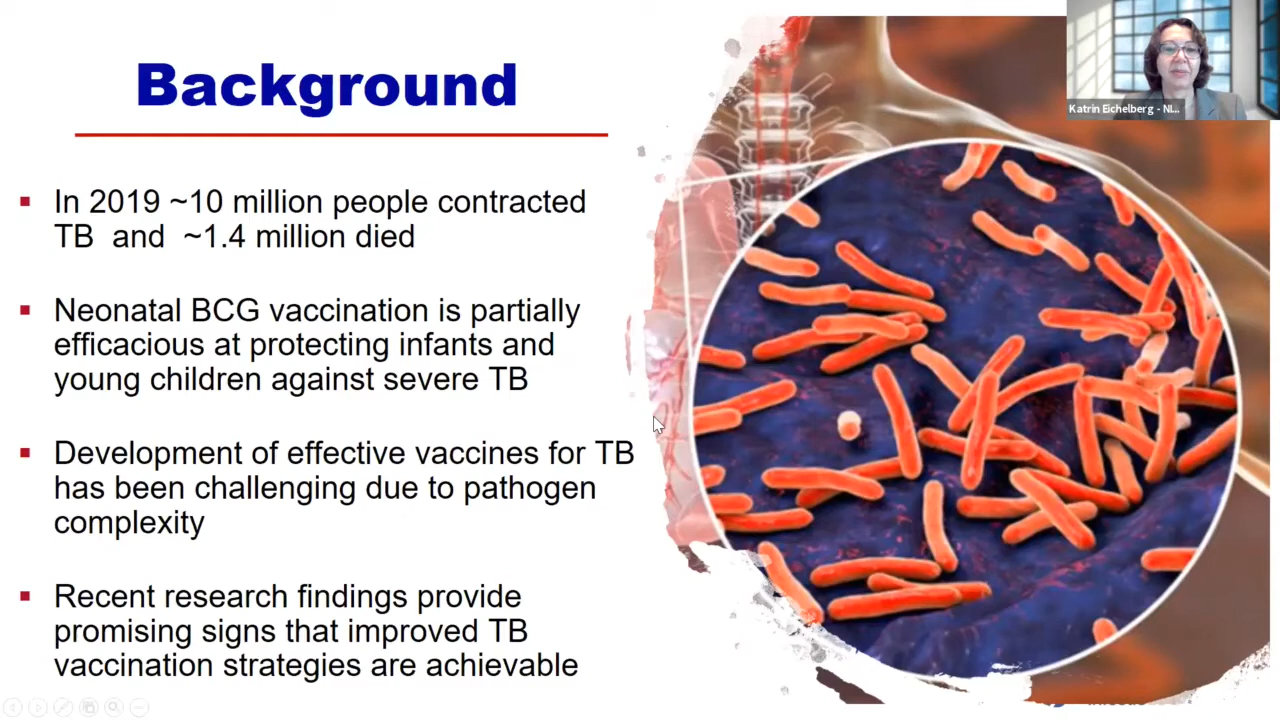 Background
Katrin Eichelberg - NI...
▪ In 2019 ~10 million people contracted
TB and ~1.4 million died
▪ Neonatal BCG vaccination is partially
efficacious at protecting infants and
young children against severe TB
▪ Development of effective vaccines for TB
has been challenging due to pathogen
complexity
▪ Recent research findings provide
promising signs that improved TB
vaccination strategies are achievable